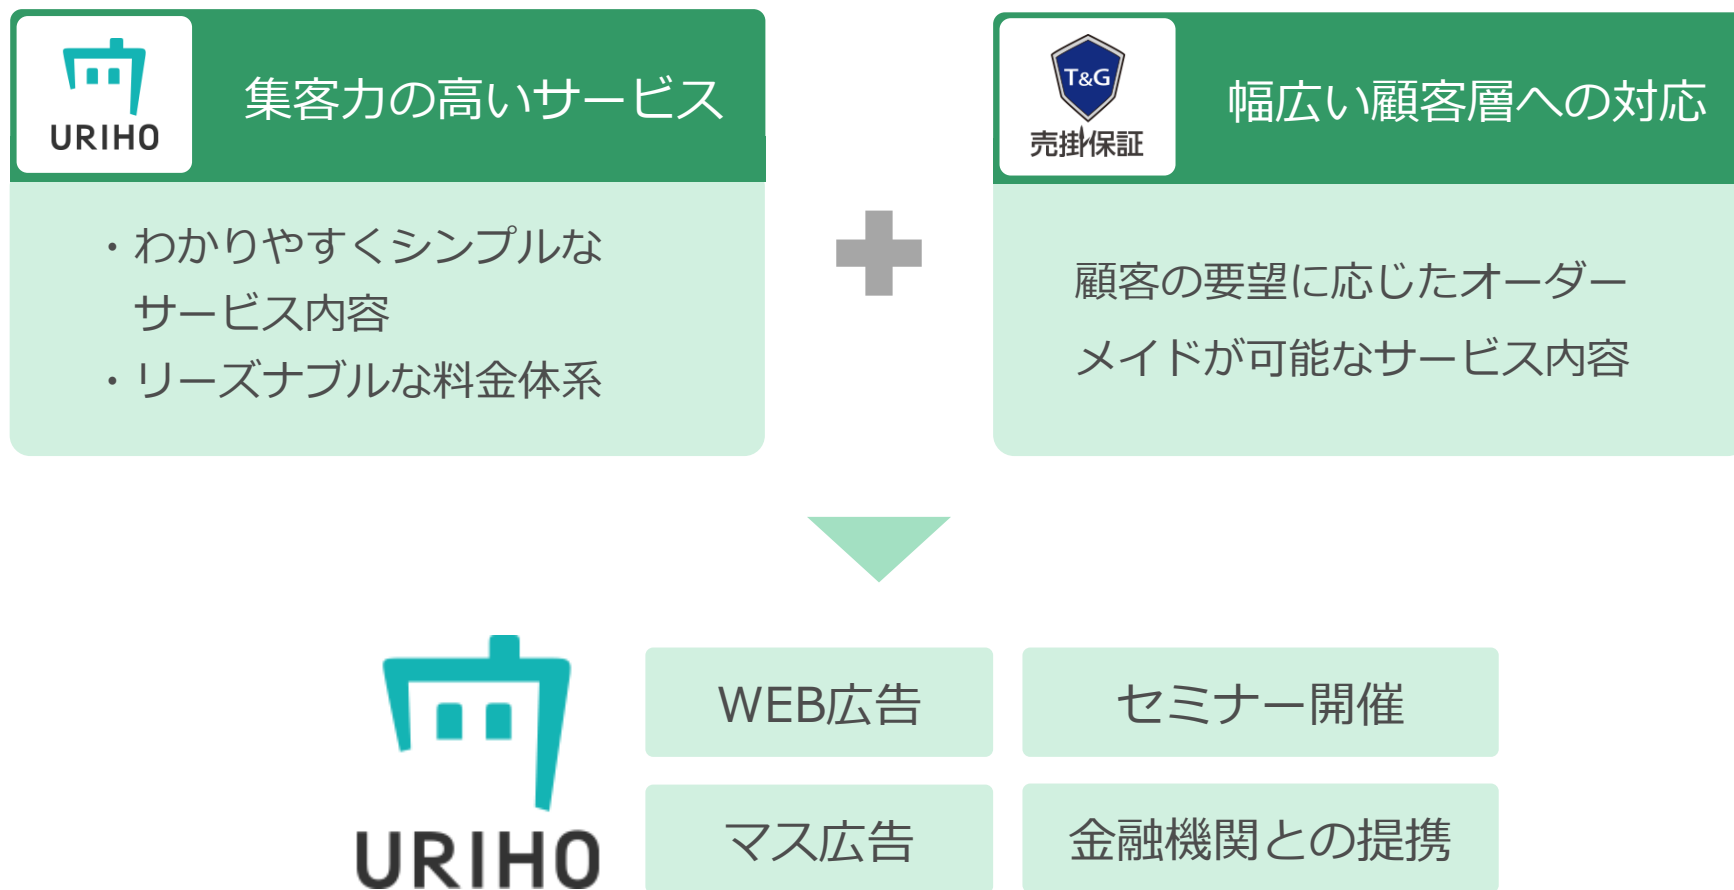 URIHO
集客力の高いサービス
・わかりやすくシンプルな
サービス内容
・リーズナブルな料金体系
T&G
売掛保証
幅広い顧客層への対応
顧客の要望に応じたオーダー
メイドが可能なサービス内容
URIHO
WEB広告
セミナー開催
マス広告
金融機関との提携